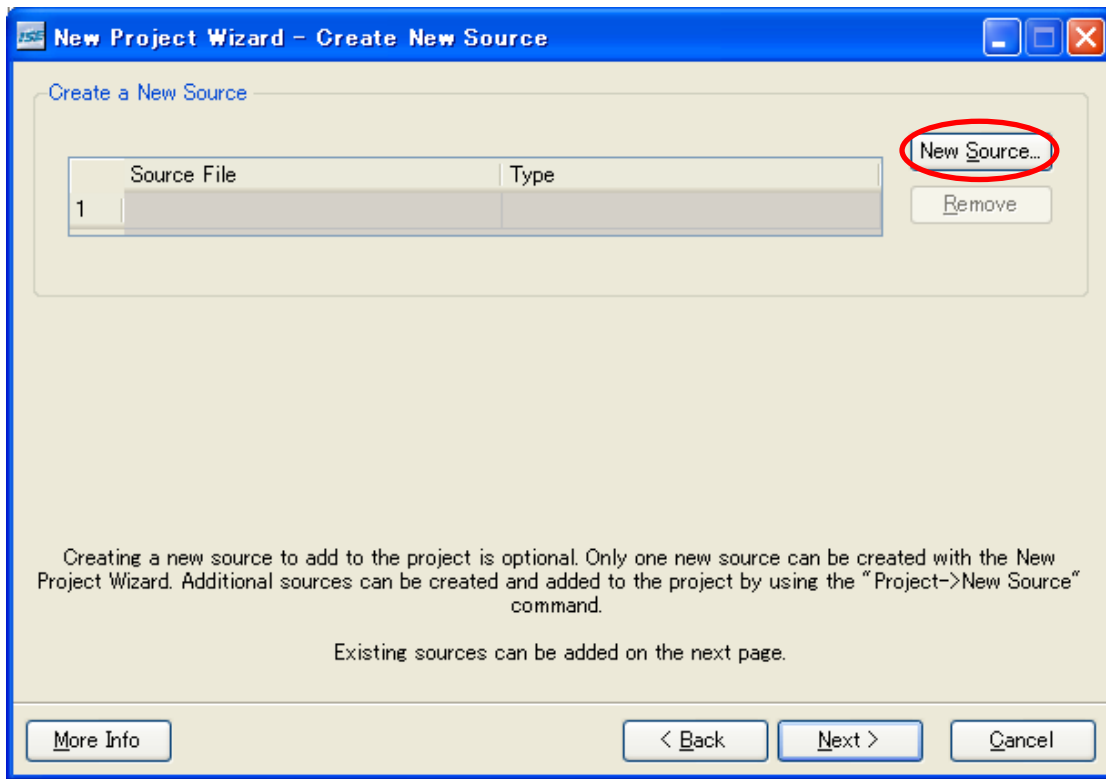 ISE New Project Wizard - Create New Source
Create a New Source
New Source...
Source File Type
1
Remove
Creating a new source to add to the project is optional. Only one new source can be created with the New
Project Wizard. Additional sources can be created and added to the project by using the "Project->New Source"
command.
Existing sources can be added on the next page.
More Info < Back Next > Cancel